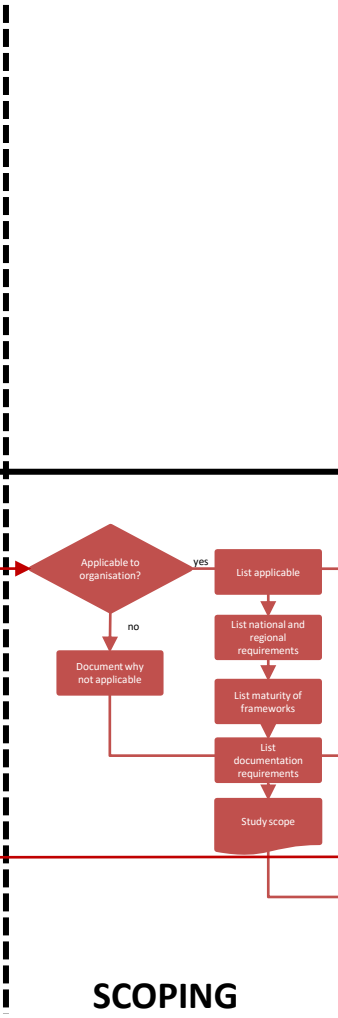 Applicable to
organisation?
yes
List applicable
no
List national and
regional
requirements
Document why
not applicable
List maturity of
frameworks
List
documentation
requirements
Study scope
SCOPING